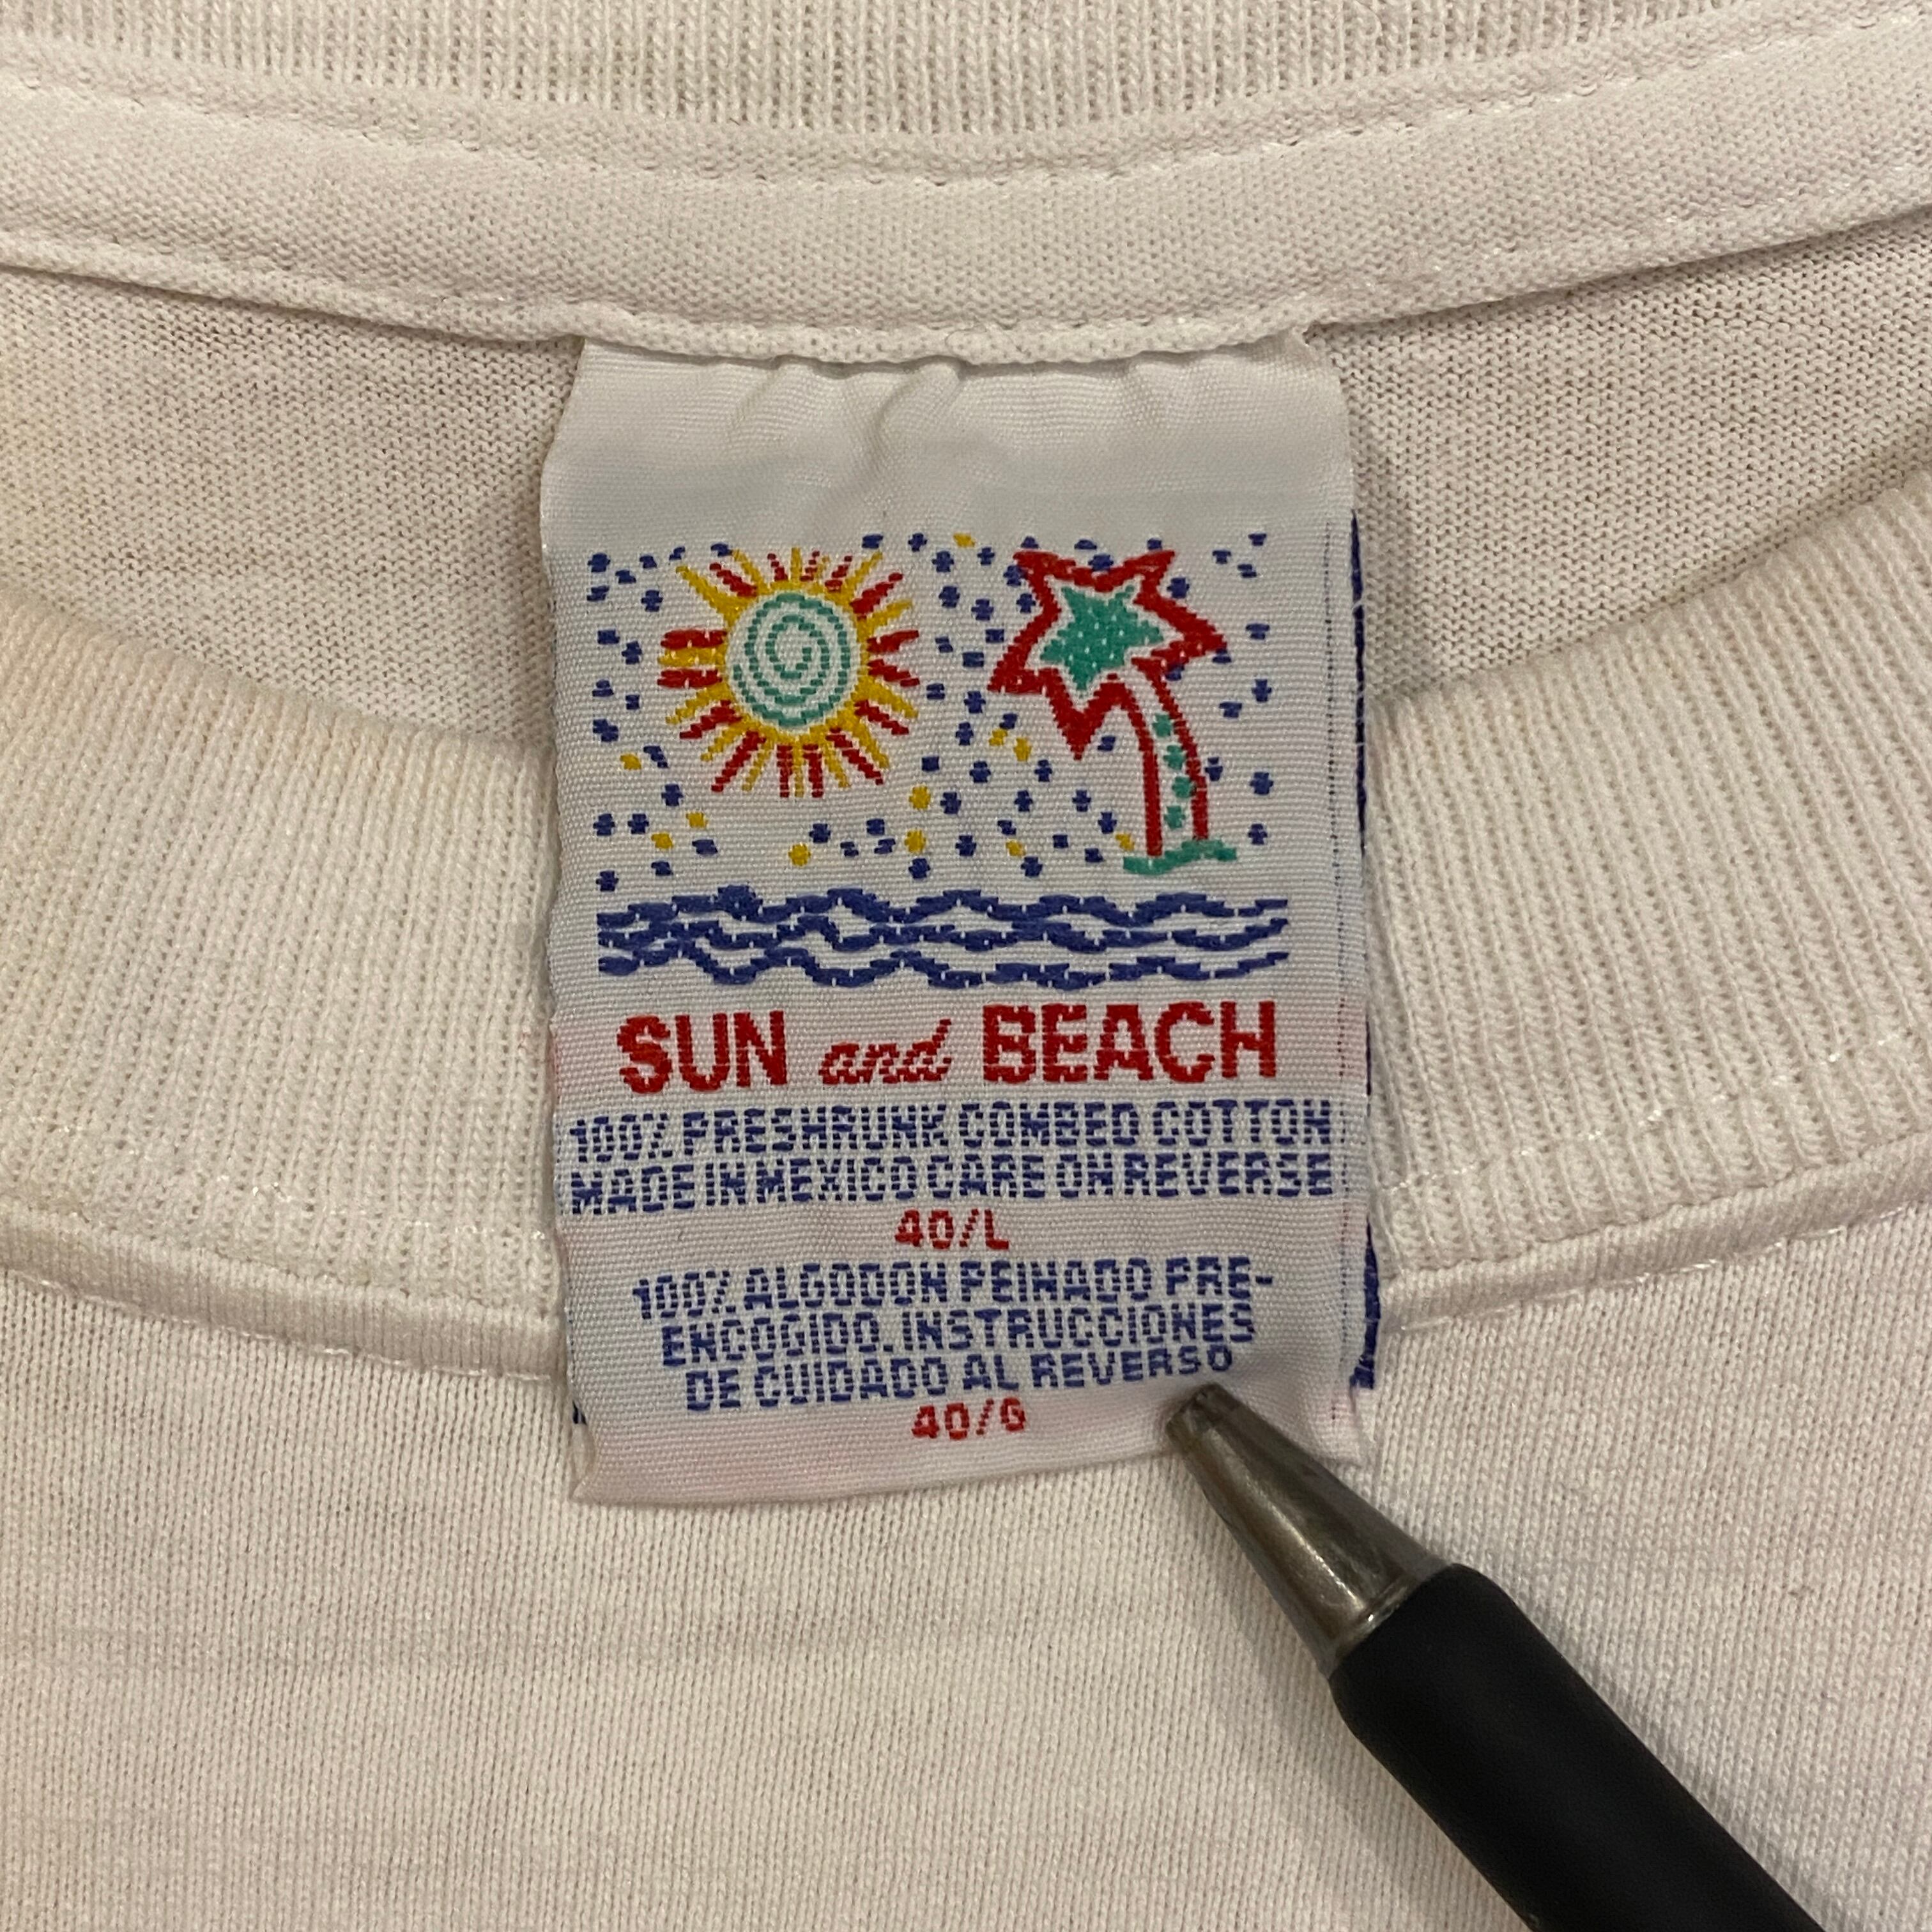 SUN and BEACH
100% PRESHRUNK COMBED COTTON
MADE IN MEXICO CARE ON REVERSE
40/L
100% ALGODON PEINADO PRE-
ENCOGIDO. INSTRUCCIONES
DE CUIDADO AL REVERSO
40/G